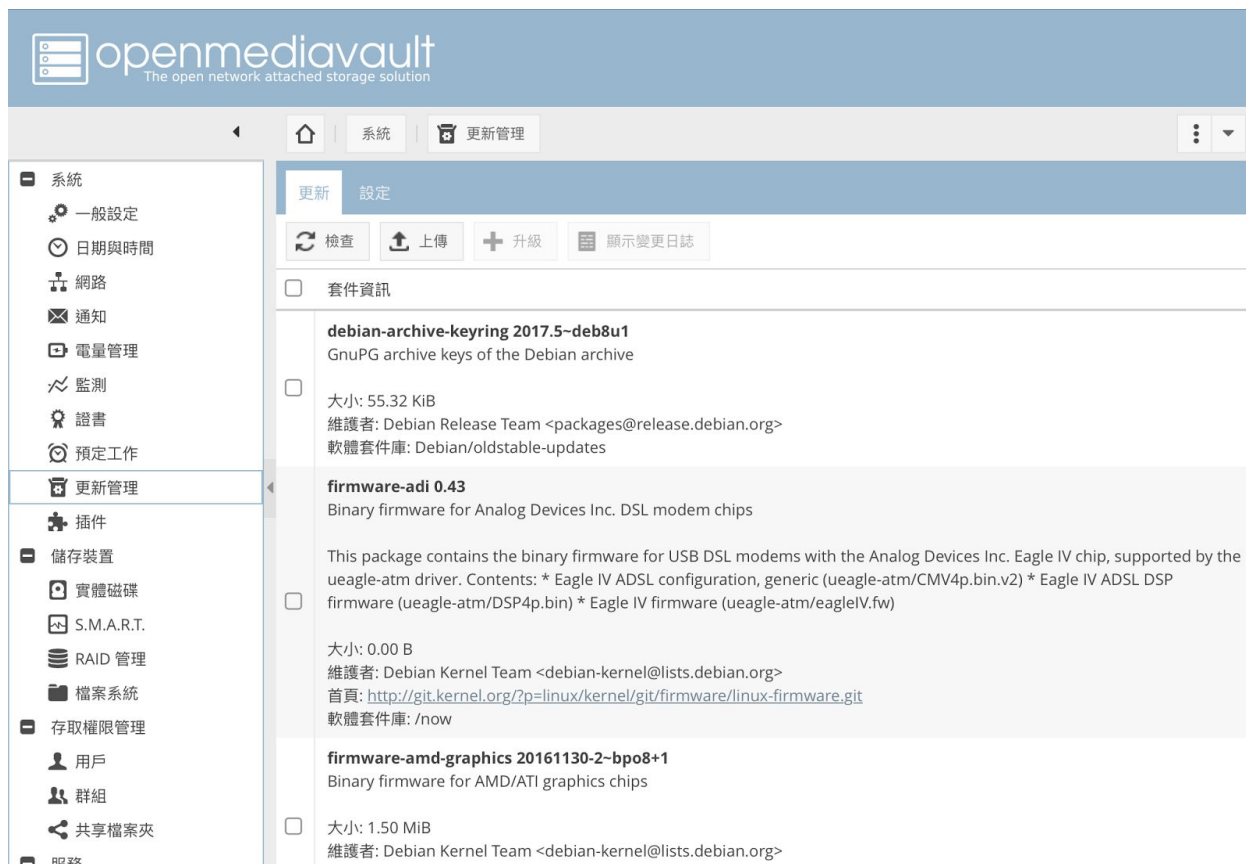 openmediavault
The open network attached storage solution
系統
更新管理
系統
一般設定
日期與時間
網路
通知
電量管理
監測
證書
預定工作
更新管理
插件
儲存裝置
實體磁碟
S.M.A.R.T.
RAID 管理
檔案系統
存取權限管理
用戶
群組
共享檔案夾
服務
更新
設定
檢查
上傳
升級
顯示變更日誌
套件資訊
debian-archive-keyring 2017.5~deb8u1
GnuPG archive keys of the Debian archive
大小: 55.32 KiB
維護者: Debian Release Team <packages@release.debian.org>
軟體套件庫: Debian/oldstable-updates
firmware-adi 0.43
Binary firmware for Analog Devices Inc. DSL modem chips
This package contains the binary firmware for USB DSL modems with the Analog Devices Inc. Eagle IV chip, supported by the
ueagle-atm driver. Contents: * Eagle IV ADSL configuration, generic (ueagle-atm/CMV4p.bin.v2) * Eagle IV ADSL DSP
firmware (ueagle-atm/DSP4p.bin) * Eagle IV firmware (ueagle-atm/eagleIV.fw)
大小: 0.00 B
維護者: Debian Kernel Team <debian-kernel@lists.debian.org>
首頁: http://git.kernel.org/?p=linux/kernel/git/firmware/linux-firmware.git
軟體套件庫: /now
firmware-amd-graphics 20161130-2~bpo8+1
Binary firmware for AMD/ATI graphics chips
大小: 1.50 MiB
維護者: Debian Kernel Team <debian-kernel@lists.debian.org>